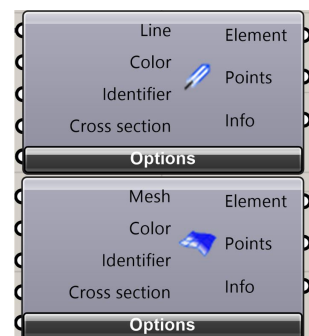 Line
Element
Color
Points
Identifier
Info
Cross section
Options
Mesh
Element
Color
Points
Identifier
Info
Cross section
Options